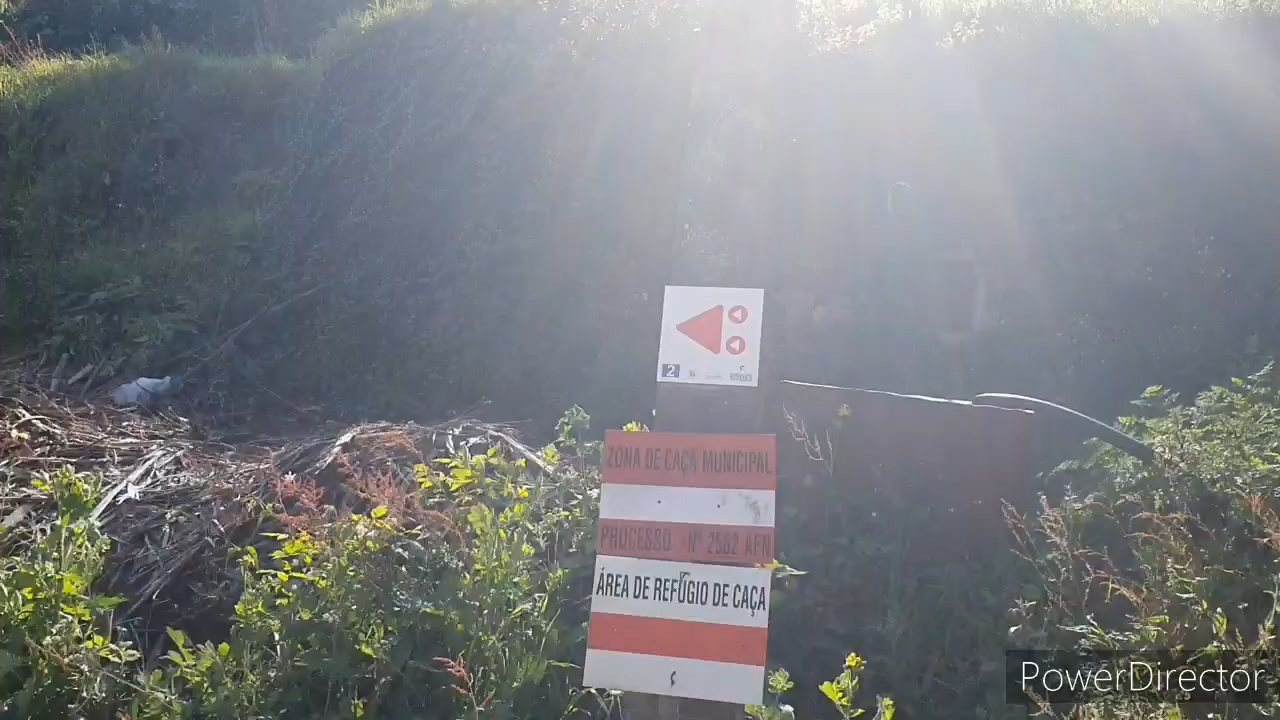 2
ZONA DE CAÇA MUNICIPAL
PROCESSO Nº 2562 AFN
ÁREA DE REFÚGIO DE CAÇA
PowerDirector